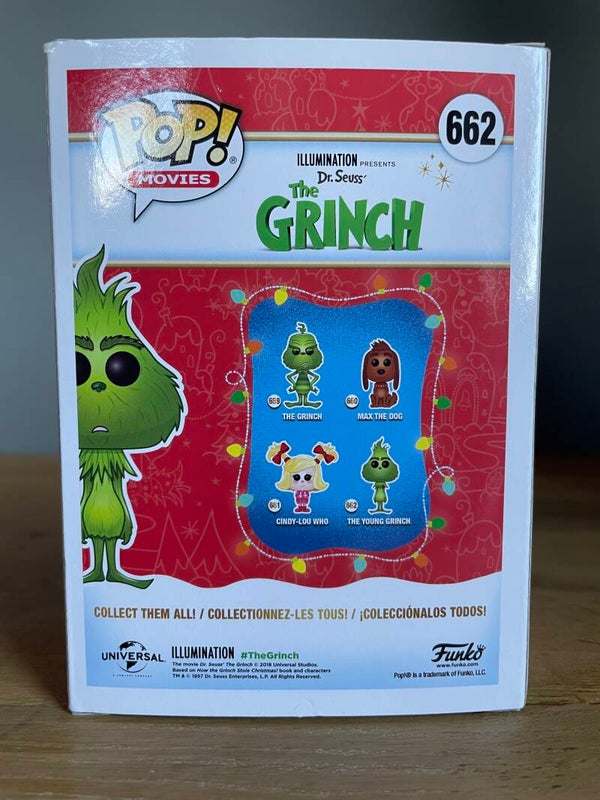 POP!
MOVIES
®
662
ILLUMINATION PRESENTS
Dr. Seuss'
The
GRINCH
659
THE GRINCH
660
MAX THE DOG
661
CINDY-LOU WHO
662
THE YOUNG GRINCH
COLLECT THEM ALL! / COLLECTIONNEZ-LES TOUS! / ¡COLECCIÓNALOS TODOS!
UNIVERSAL
A COMCAST COMPANY
ILLUMINATION #TheGrinch
The movie Dr. Seuss' The Grinch © 2018 Universal Studios.
Based on How the Grinch Stole Christmas! book and characters
TM & © 1957 Dr. Seuss Enterprises, L.P. All Rights Reserved.
Funko
www.funko.com
Pop!® is a trademark of Funko, LLC.